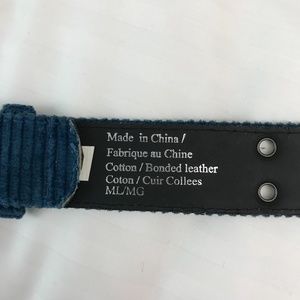 Made in China /
Fabrique au Chine
Cotton / Bonded leather
Coton / Cuir Collees
ML/MG